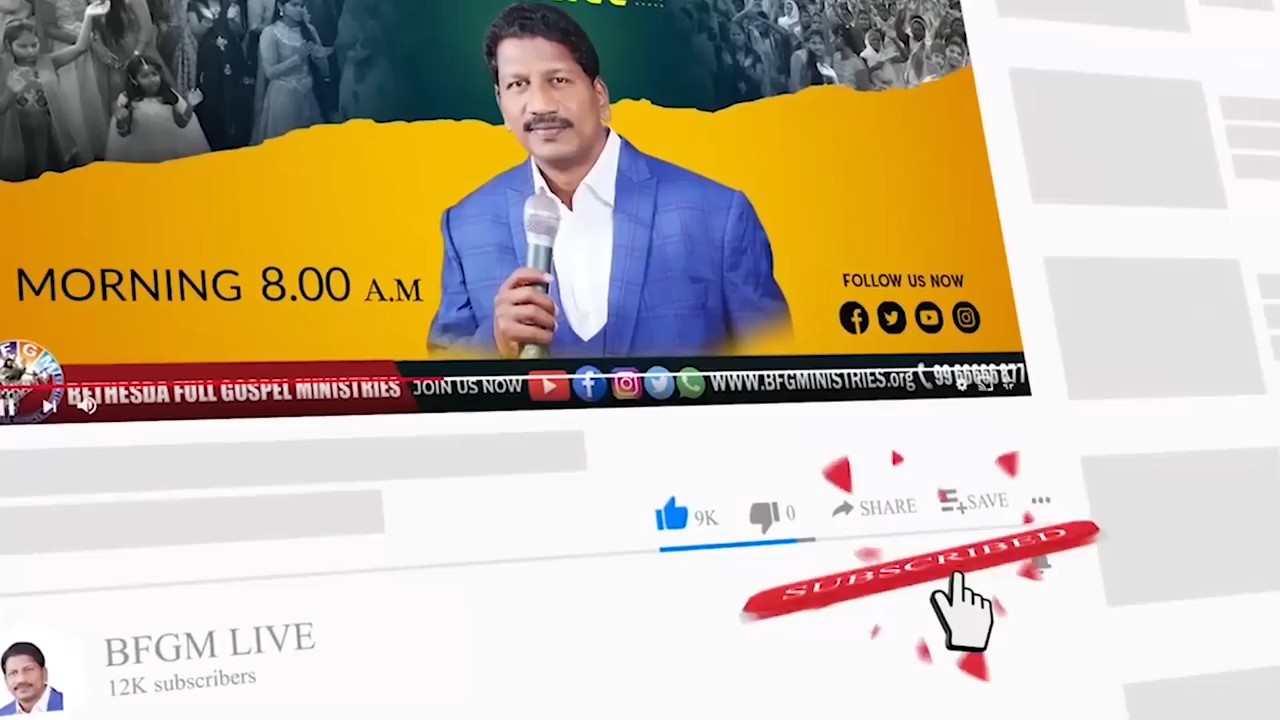 MORNING 8.00 A.M
FOLLOW US NOW
BETHESDA FULL GOSPEL MINISTRIES JOIN US NOW WWW.BFGMINISTRIES.org
9K 0 SHARE SAVE
SUBSCRIBED
BFGM LIVE
12K subscribers